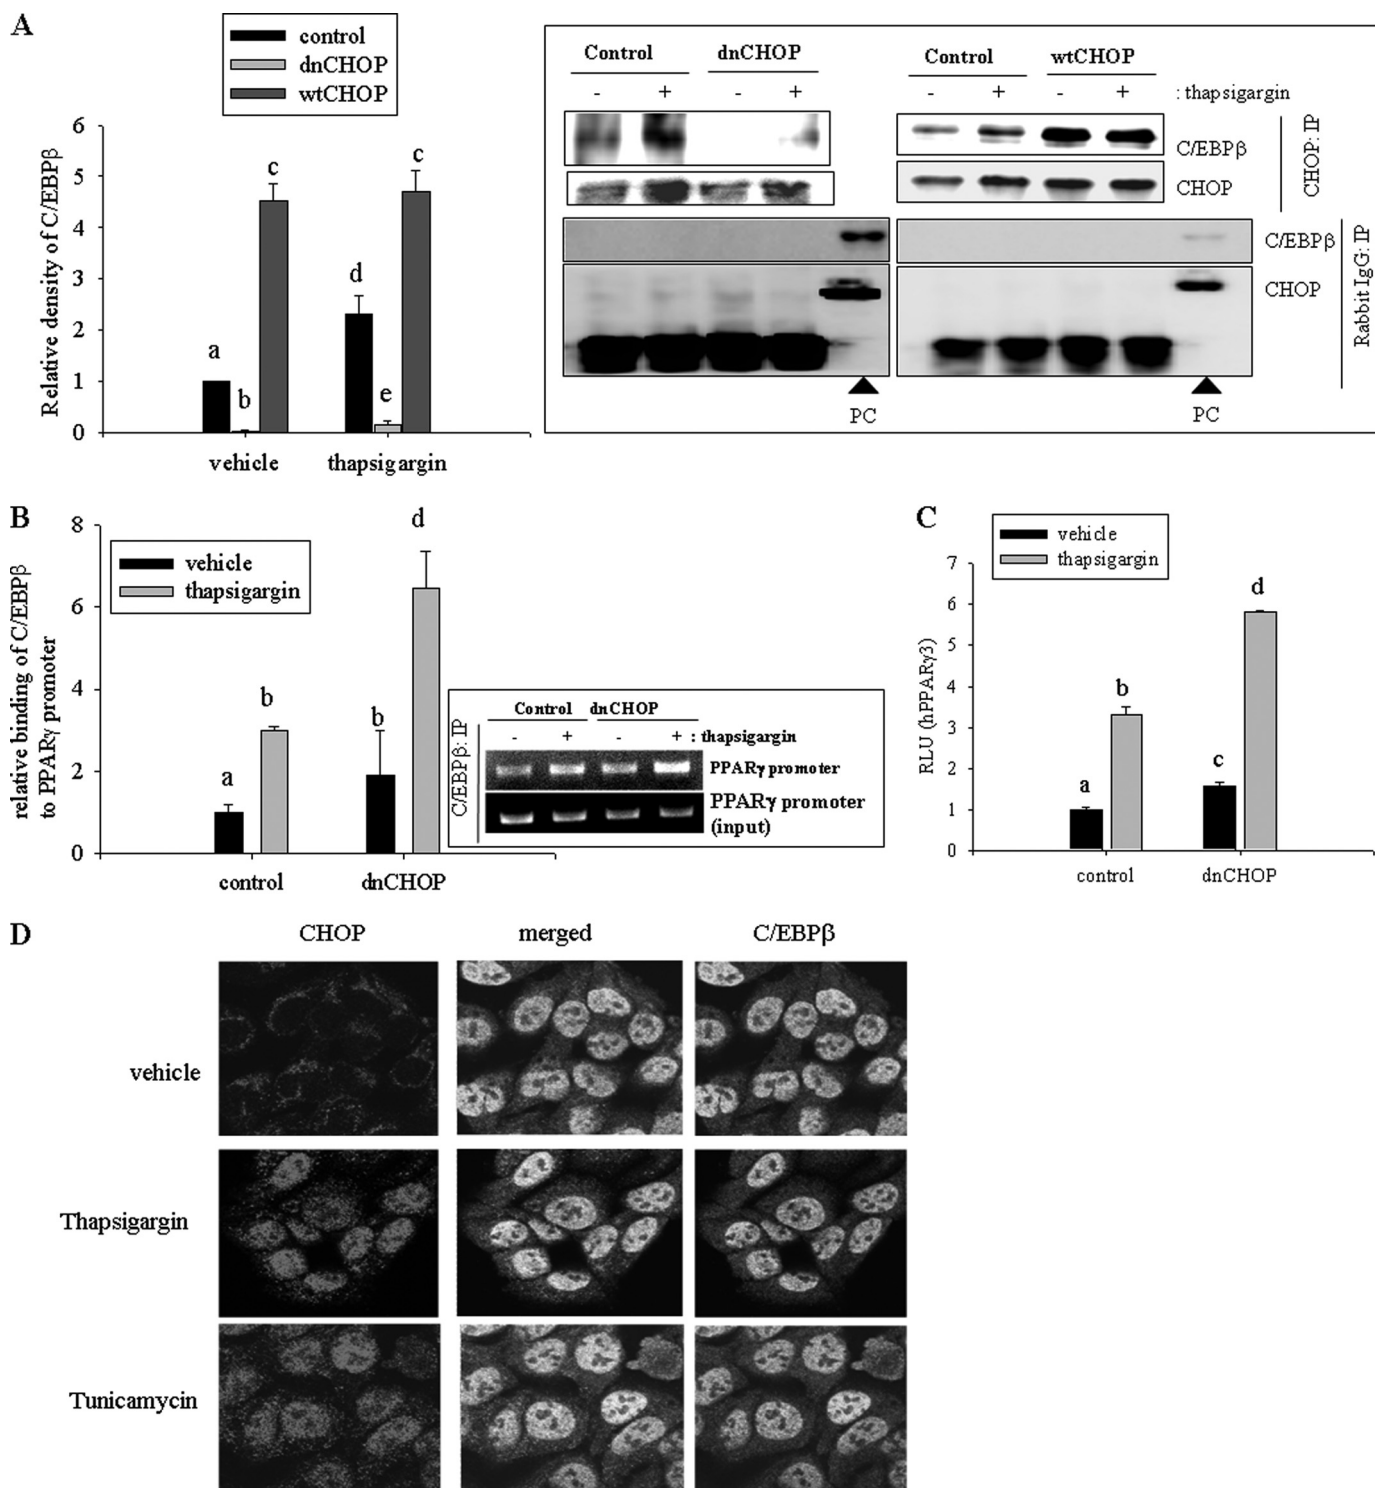 A
control
dnCHOP
wtCHOP
Relative density of C/EBPβ
6
5
4
3
2
1
0
a
b
c
d
e
c
vehicle
thapsigargin
Control
dnCHOP
- + - +
Control
wtCHOP
- + - +
: thapsigargin
C/EBPβ
CHOP
CHOP: IP
C/EBPβ
CHOP
Rabbit IgG: IP
PC
PC
B
vehicle
thapsigargin
relative binding of C/EBPβ
to PPARγ promoter
8
6
4
2
0
a
b
b
d
control
dnCHOP
Control dnCHOP
- + - + : thapsigargin
C/EBPβ: IP
PPARγ promoter
PPARγ promoter
(input)
C
vehicle
thapsigargin
RLU (hPPARγ3)
7
6
5
4
3
2
1
0
a
b
c
d
control
dnCHOP
D
CHOP
merged
C/EBPβ
vehicle
Thapsigargin
Tunicamycin